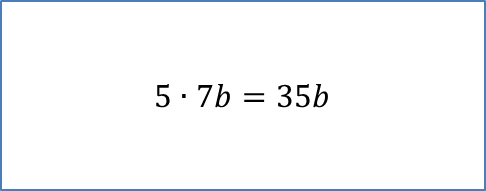 5 · 7b = 35b